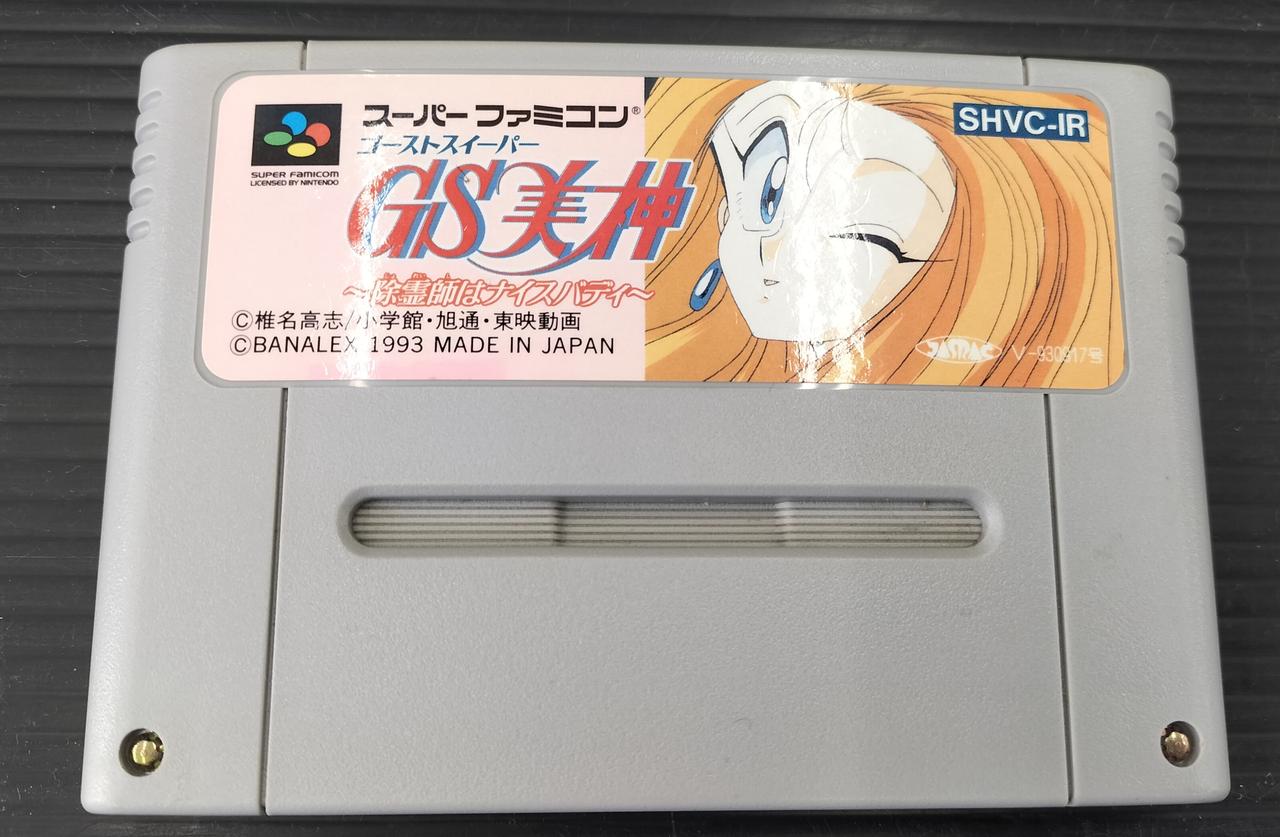 スーパーファミコン®
SHVC-IR
ゴーストスイーパー
SUPER FAMICOM
LICENSED BY NINTENDO
GS美神
〜除霊師はナイスバディ〜
©椎名高志/小学館・旭通・東映動画
©BANALEX 1993 MADE IN JAPAN
JASRAC V-930917号